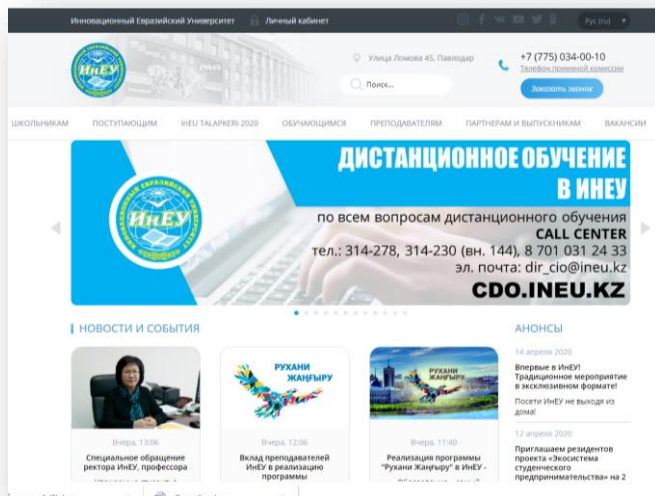 Инновационный Евразийский Университет Личный кабинет Рус (ru)
ИнЕУ
Улица Ломова 45, Павлодар
+7 (775) 034-00-10
Телефон приемной комиссии
Поиск...
Заказать звонок
ШКОЛЬНИКАМ ПОСТУПАЮЩИМ InEU TALAPKERI-2020 ОБУЧАЮЩИМСЯ ПРЕПОДАВАТЕЛЯМ ПАРТНЕРАМ И ВЫПУСКНИКАМ ВАКАНСИИ
ДИСТАНЦИОННОЕ ОБУЧЕНИЕ
В ИНЕУ
ИННОВАЦИОННЫЙ ЕВРАЗИЙСКИЙ УНИВЕРСИТЕТ
ИнЕУ
по всем вопросам дистанционного обучения
CALL CENTER
тел.: 314-278, 314-230 (вн. 144), 8 701 031 24 33
эл. почта: dir_cio@ineu.kz
CDO.INEU.KZ
НОВОСТИ И СОБЫТИЯ
Вчера, 13:06
Специальное обращение
ректора ИнЕУ, профессора
РУХАНИ
ЖАҢҒЫРУ
Вчера, 12:06
Вклад преподавателей
ИнЕУ в реализацию
программы
РУХАНИ
ЖАҢҒЫРУ
Вчера, 11:40
Реализация программы
"Рухани Жаңғыру" в ИнЕУ -
АНОНСЫ
14 апреля 2020
Впервые в ИнЕУ!
Традиционное мероприятие
в эксклюзивном формате!
Посети ИнЕУ не выходя из
дома!
12 апреля 2020
Приглашаем резидентов
проекта «Экосистема
студенческого
предпринимательства» на 2